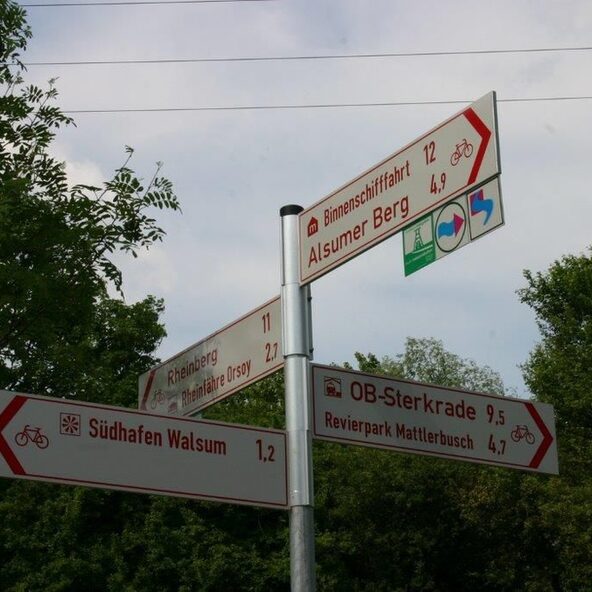 Binnenschifffahrt 12
Alsumer Berg 4,9
Rheinberg 11
Rheinfähre Orsoy 2,7
OB-Sterkrade 9,5
Revierpark Mattlerbusch 4,7
Südhafen Walsum 1,2